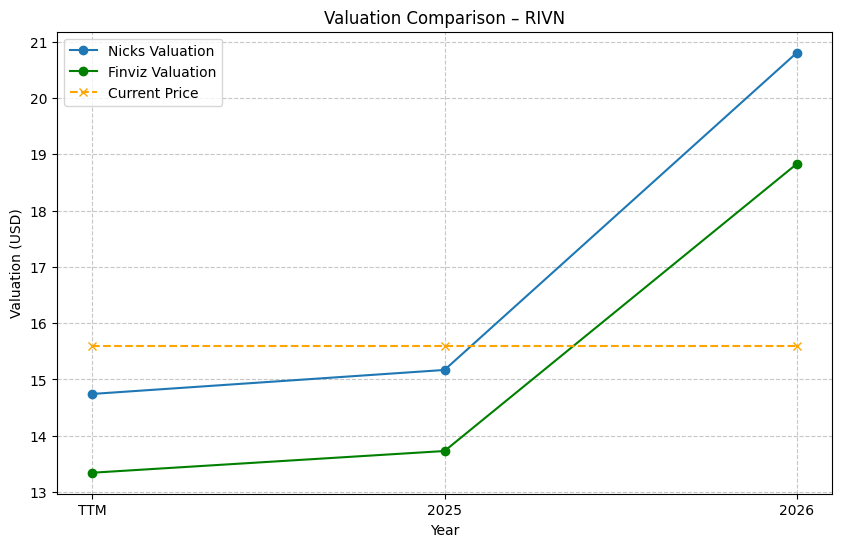 Valuation Comparison – RIVN
Nicks Valuation
Finviz Valuation
Current Price
Valuation (USD)
21
20
19
18
17
16
15
14
13
TTM
2025
2026
Year